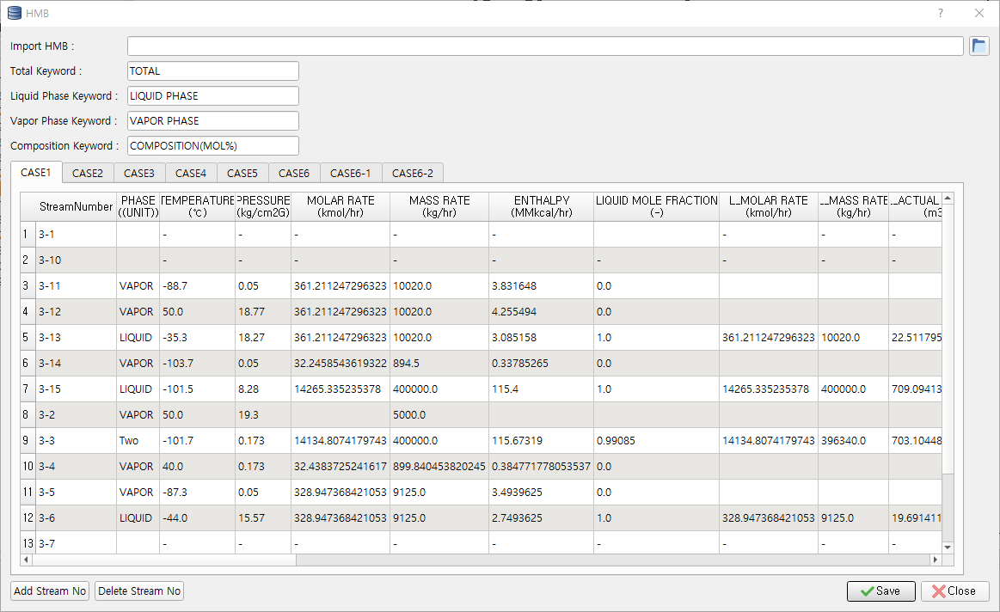 HMB
?
Import HMB :
Total Keyword : TOTAL
Liquid Phase Keyword : LIQUID PHASE
Vapor Phase Keyword : VAPOR PHASE
Composition Keyword : COMPOSITION(MOL%)
CASE1 CASE2 CASE3 CASE4 CASE5 CASE6 CASE6-1 CASE6-2
StreamNumber PHASE ((UNIT)) TEMPERATURE (℃) PRESSURE (kg/cm2G) MOLAR RATE (kmol/hr) MASS RATE (kg/hr) ENTHALPY (MMkcal/hr) LIQUID MOLE FRACTION (-) L_MOLAR RATE (kmol/hr) _MASS RATE (kg/hr) _ACTUAL (m3
1 3-1 - - - - - - - -
2 3-10 - - - - - - - - -
3 3-11 VAPOR -88.7 0.05 361.211247296323 10020.0 3.831648 0.0
4 3-12 VAPOR 50.0 18.77 361.211247296323 10020.0 4.255494 0.0
5 3-13 LIQUID -35.3 18.27 361.211247296323 10020.0 3.085158 1.0 361.211247296323 10020.0 22.511795
6 3-14 VAPOR -103.7 0.05 32.2458543619322 894.5 0.33785265 0.0
7 3-15 LIQUID -101.5 8.28 14265.335235378 400000.0 115.4 1.0 14265.335235378 400000.0 709.09413
8 3-2 VAPOR 50.0 19.3 5000.0
9 3-3 Two -101.7 0.173 14134.8074179743 400000.0 115.67319 0.99085 14134.8074179743 396340.0 703.10448
10 3-4 VAPOR 40.0 0.173 32.4383725241617 899.840453820245 0.384771778053537 0.0
11 3-5 VAPOR -87.3 0.05 328.947368421053 9125.0 3.4939625 0.0
12 3-6 LIQUID -44.0 15.57 328.947368421053 9125.0 2.7493625 1.0 328.947368421053 9125.0 19.691411
13 3-7 - - - - - - - - -
Add Stream No Delete Stream No Save Close